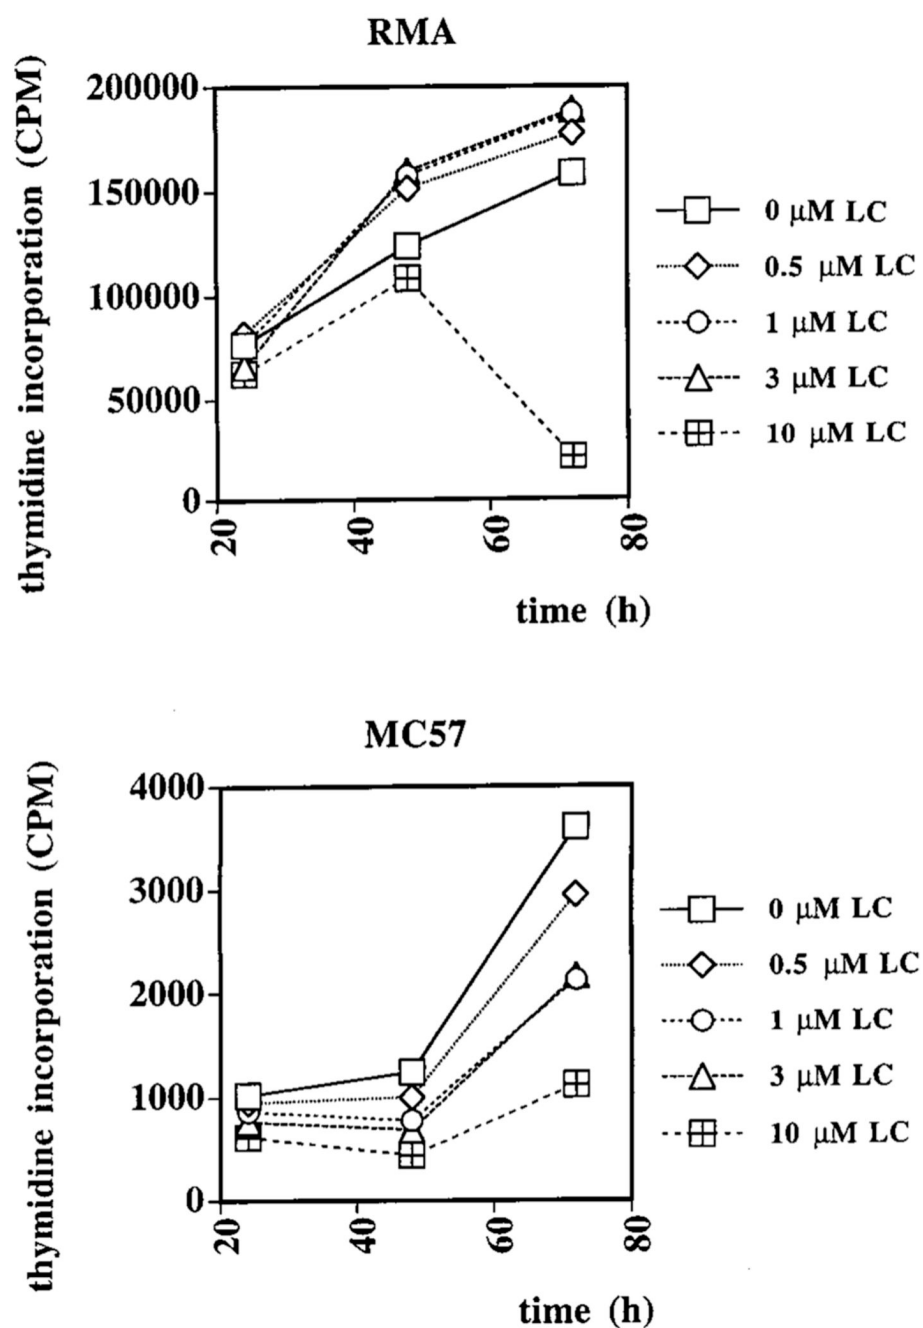 RMA
thymidine incorporation (CPM)
200000
150000
100000
50000
0
20
40
60
80
time (h)
0 μM LC
0.5 μM LC
1 μM LC
3 μM LC
10 μM LC
MC57
thymidine incorporation (CPM)
4000
3000
2000
1000
0
20
40
60
80
time (h)
0 μM LC
0.5 μM LC
1 μM LC
3 μM LC
10 μM LC